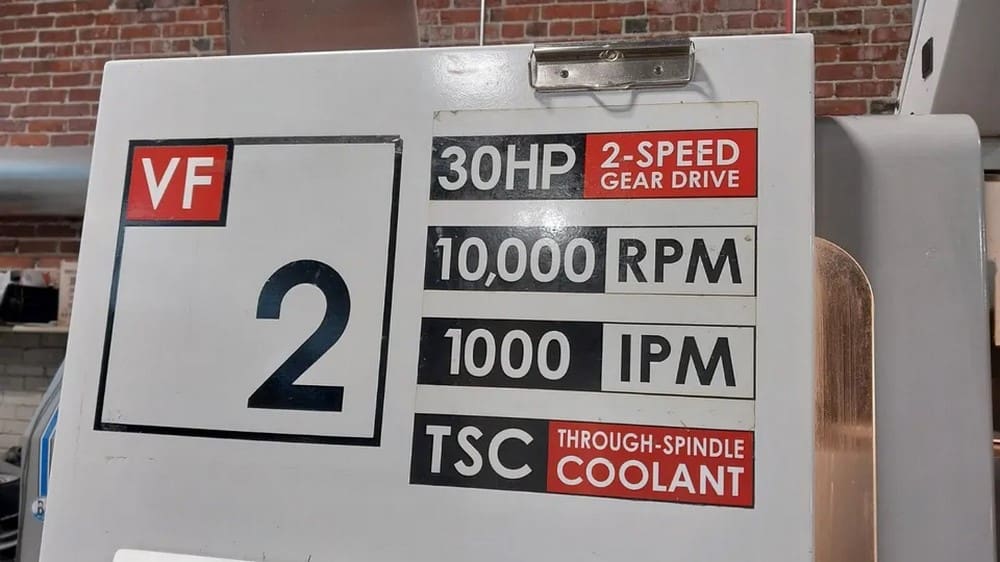 VF
2
30HP 2-SPEED
GEAR DRIVE
10,000 RPM
1000 IPM
TSC THROUGH-SPINDLE
COOLANT